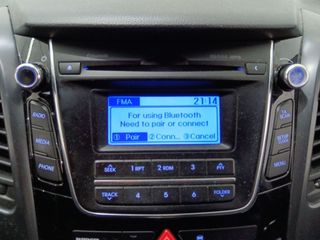 FMA 21:14
For using Bluetooth
Need to pair or connect
① Pair ② Conn... ③ Cancel
RADIO
MEDIA
PHONE
SETUP
MENU
SEEK 1 RPT 2 RDM 3
TRACK 4 5 6 FOLDER
PASSENGER